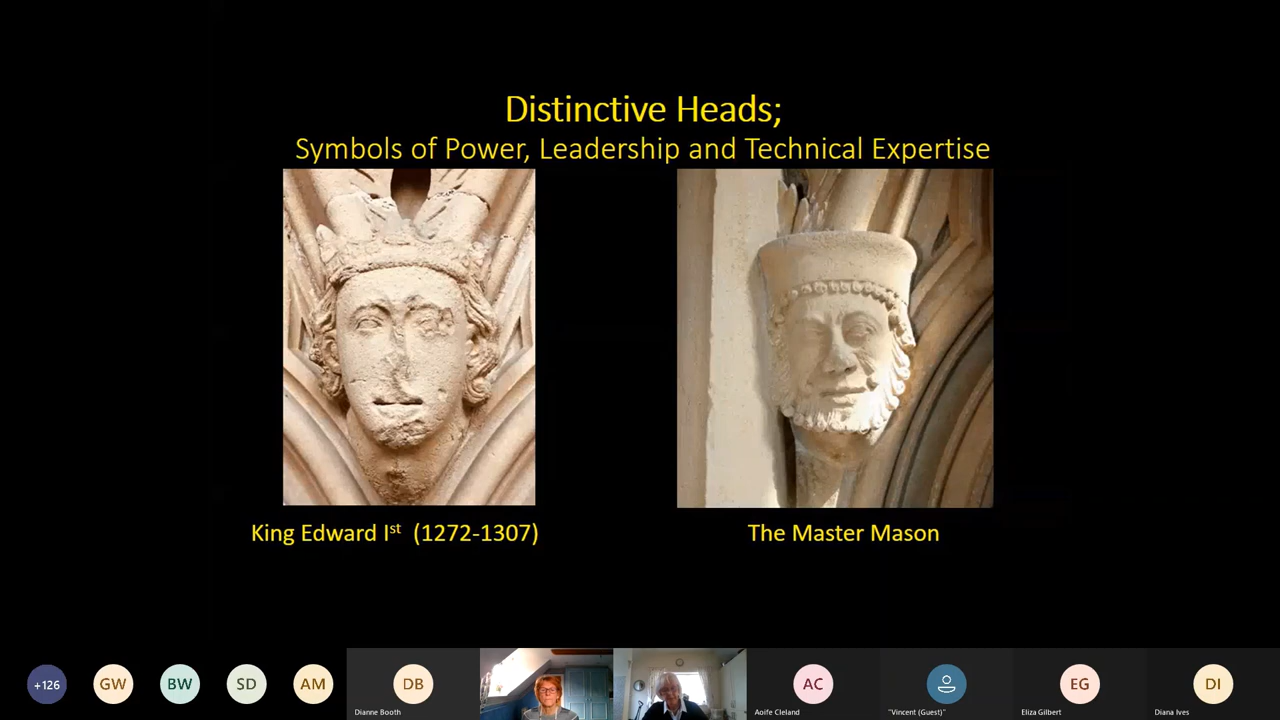 Distinctive Heads;
Symbols of Power, Leadership and Technical Expertise
King Edward Iˢᵗ (1272-1307)
The Master Mason
+126
GW
BW
SD
AM
DB
AC
EG
DI
Dianne Booth
Aoife Cleland
"Vincent (Guest)"
Eliza Gilbert
Diana Ives